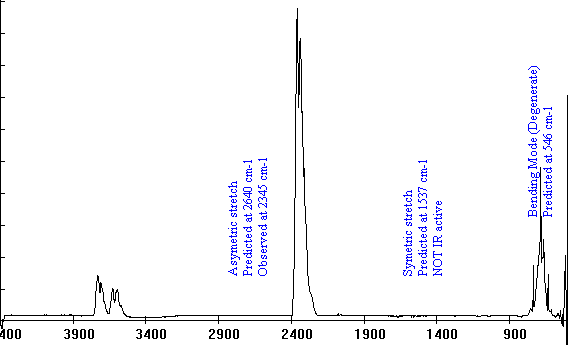 Asymetric stretch
Predicted at 2640 cm-1
Observed at 2345 cm-1
Symetric stretch
Predicted at 1537 cm-1
NOT IR active
Bending Mode (Degenerate)
Predicted at 546 cm-1
400 3900 3400 2900 2400 1900 1400 900